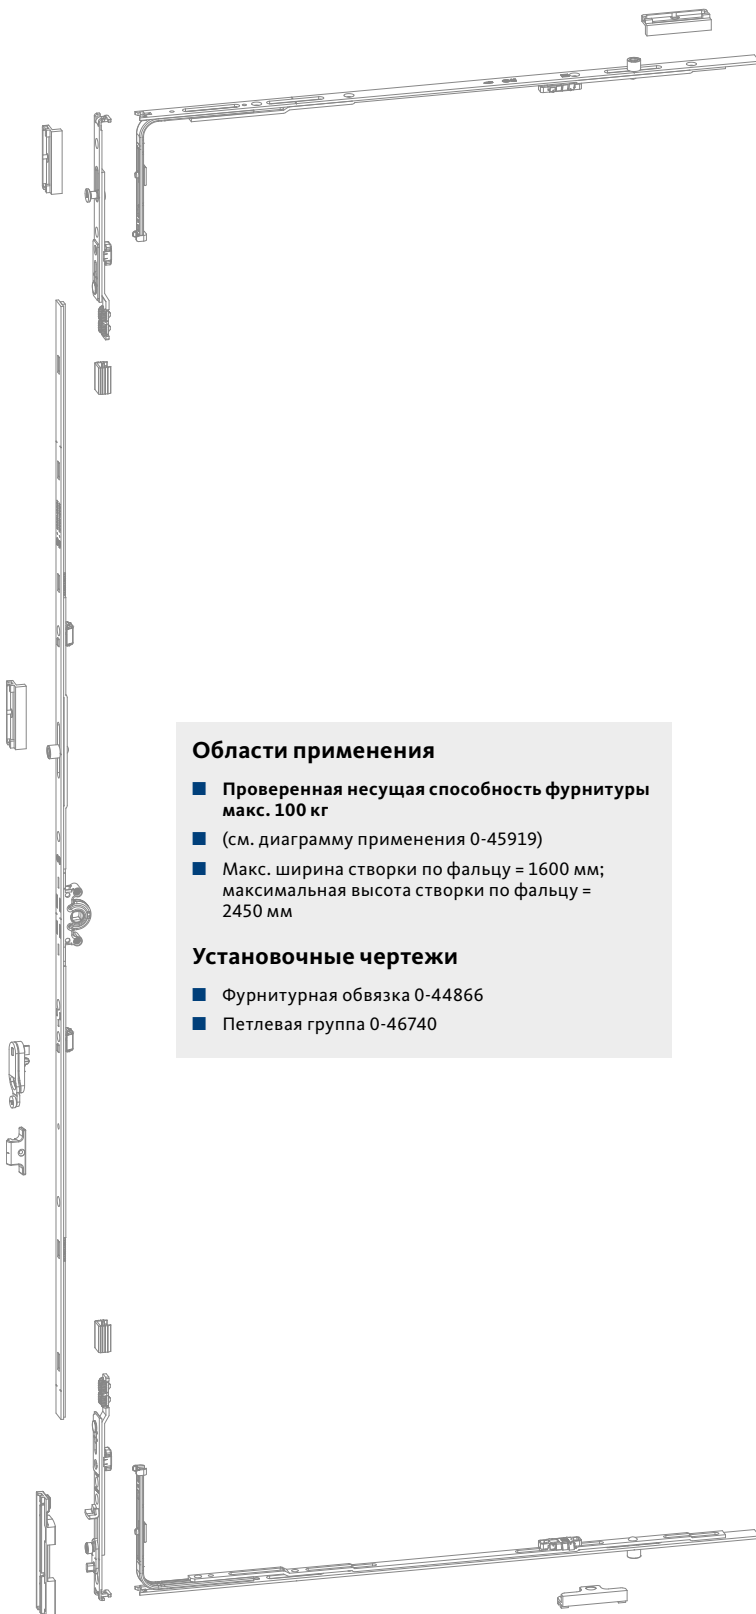 Области применения
■ Проверенная несущая способность фурнитуры
макс. 100 кг
■ (см. диаграмму применения 0-45919)
■ Макс. ширина створки по фальцу = 1600 мм;
максимальная высота створки по фальцу =
2450 мм
Установочные чертежи
■ Фурнитурная обвязка 0-44866
■ Петлевая группа 0-46740